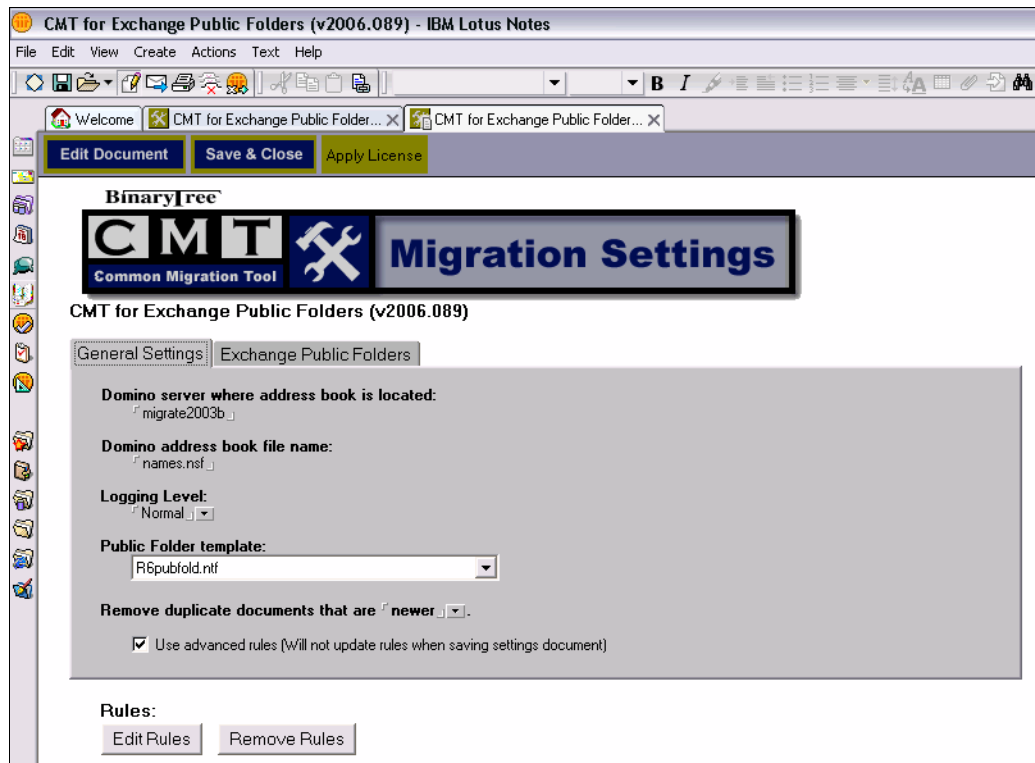 CMT for Exchange Public Folders (v2006.089) - IBM Lotus Notes
File Edit View Create Actions Text Help
B I
Welcome CMT for Exchange Public Folder... CMT for Exchange Public Folder...
Edit Document Save & Close Apply License
BinaryTree
CMT Migration Settings
Common Migration Tool
CMT for Exchange Public Folders (v2006.089)
General Settings Exchange Public Folders
Domino server where address book is located:
migrate2003b
Domino address book file name:
names.nsf
Logging Level:
Normal
Public Folder template:
R6pubfold.ntf
Remove duplicate documents that are newer .
Use advanced rules (Will not update rules when saving settings document)
Rules:
Edit Rules Remove Rules